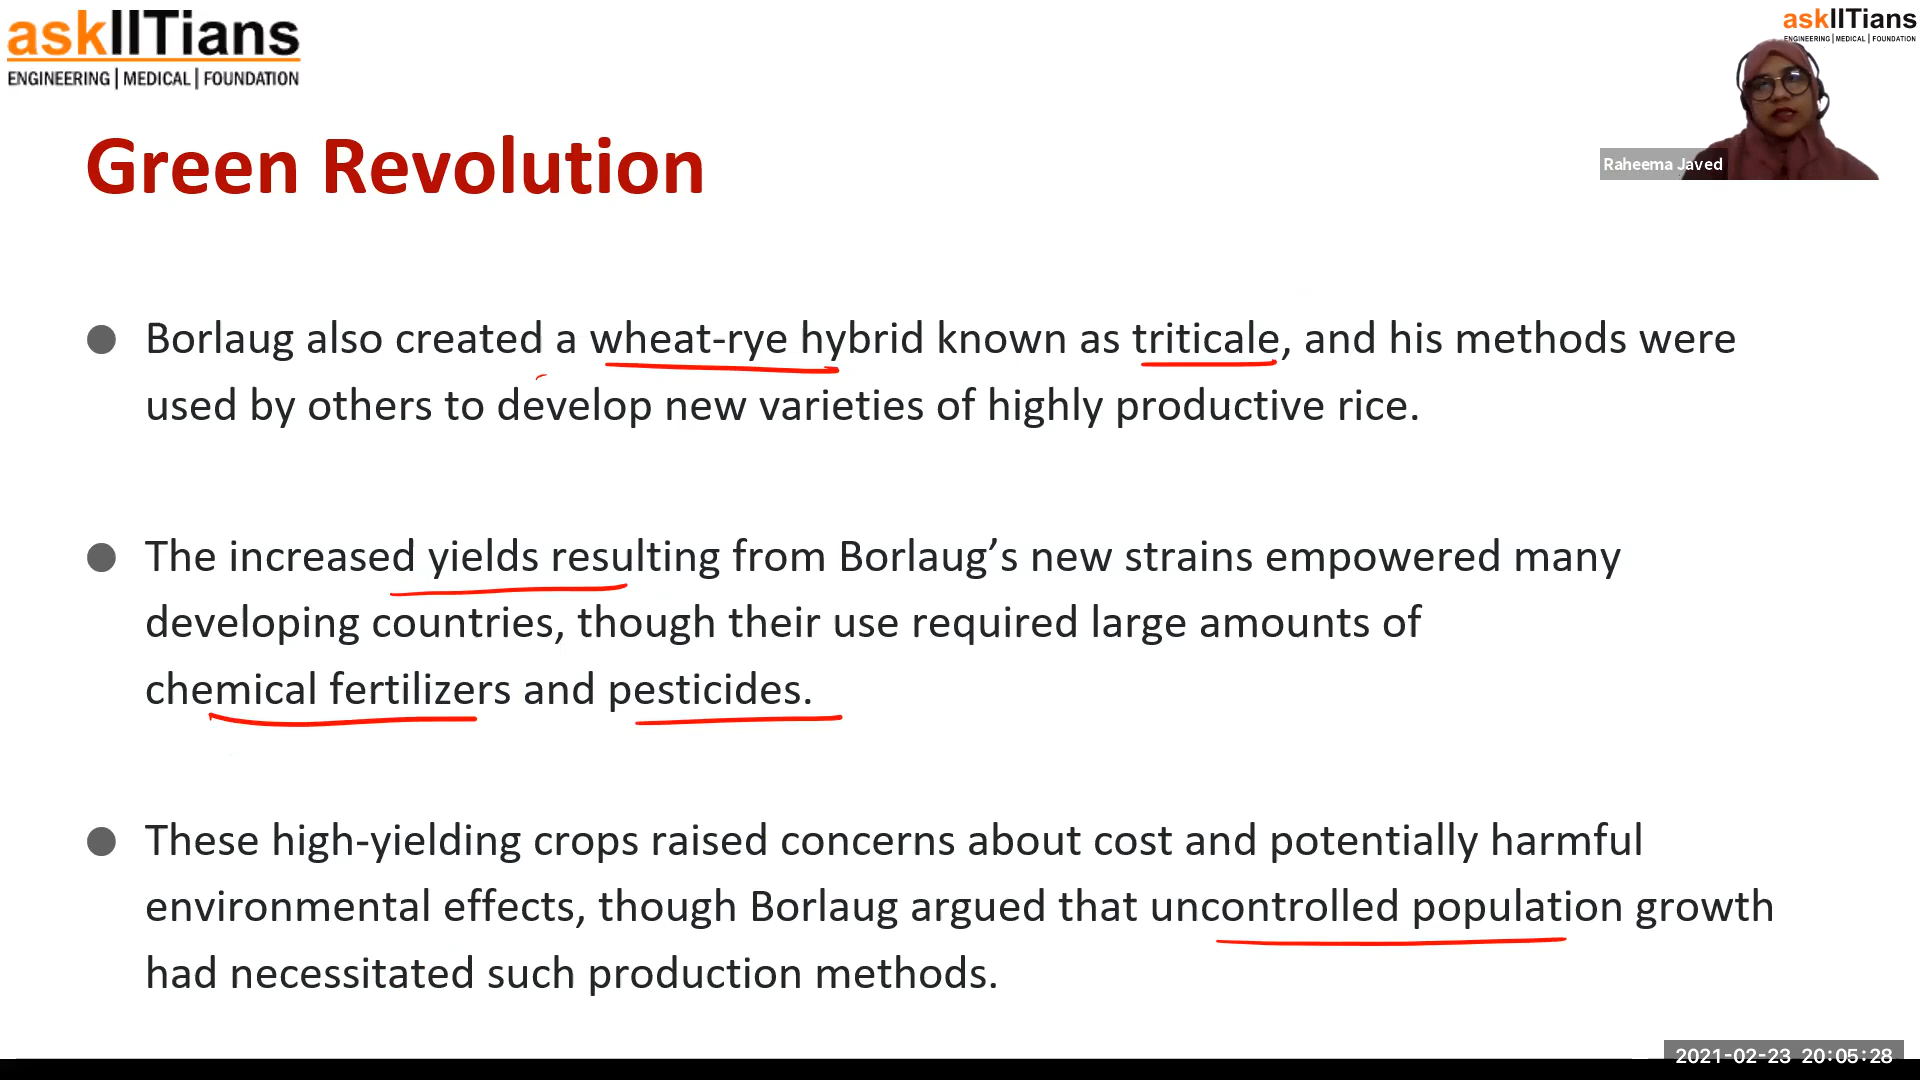 askIITians
ENGINEERING | MEDICAL | FOUNDATION
askIITians
ENGINEERING | MEDICAL | FOUNDATION
Raheema Javed
Green Revolution
Borlaug also created a wheat-rye hybrid known as triticale, and his methods were
used by others to develop new varieties of highly productive rice.
The increased yields resulting from Borlaug’s new strains empowered many
developing countries, though their use required large amounts of
chemical fertilizers and pesticides.
These high-yielding crops raised concerns about cost and potentially harmful
environmental effects, though Borlaug argued that uncontrolled population growth
had necessitated such production methods.
2021-02-23 20:05:28